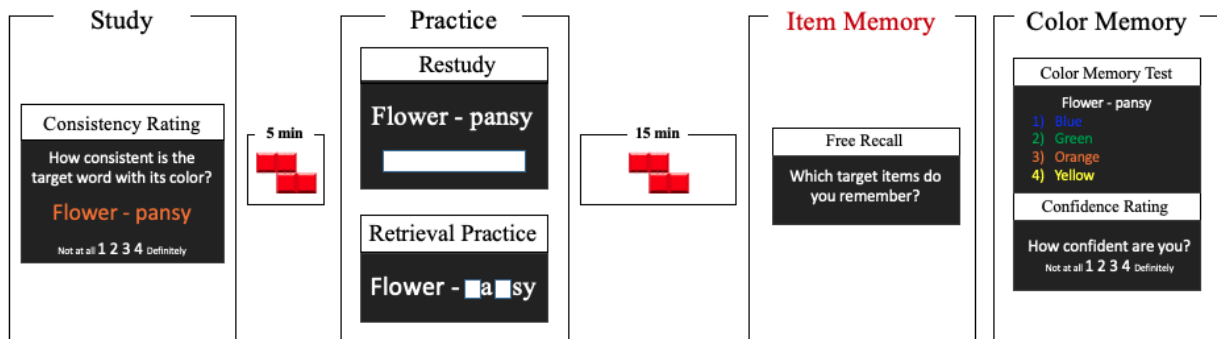 Study
Consistency Rating
How consistent is the
target word with its color?
Flower - pansy
Not at all 1 2 3 4 Definitely
5 min
Practice
Restudy
Flower - pansy
Retrieval Practice
Flower - a sy
15 min
Item Memory
Free Recall
Which target items do
you remember?
Color Memory
Color Memory Test
Flower - pansy
1) Blue
2) Green
3) Orange
4) Yellow
Confidence Rating
How confident are you?
Not at all 1 2 3 4 Definitely